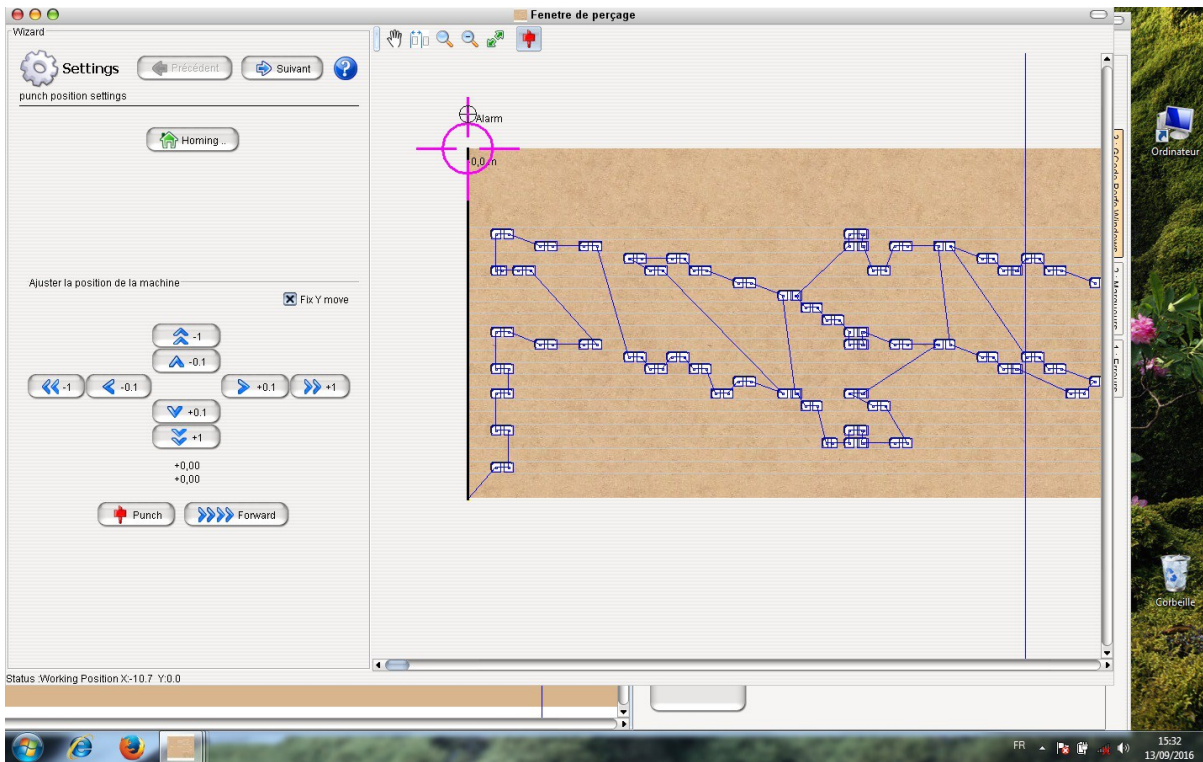 Fenetre de perçage
Wizard
Settings
Précédent
Suivant
?
punch position settings
Homing ..
Ajuster la position de la machine
Fix Y move
-1
-0.1
-1
-0.1
+0.1
+1
+0.1
+1
+0,00
+0,00
Punch
Forward
Status :Working Position X:-10.7 Y:0.0
Alarm
1 : Erreurs
Ordinateur
Corbeille
FR
15:32
13/09/2016